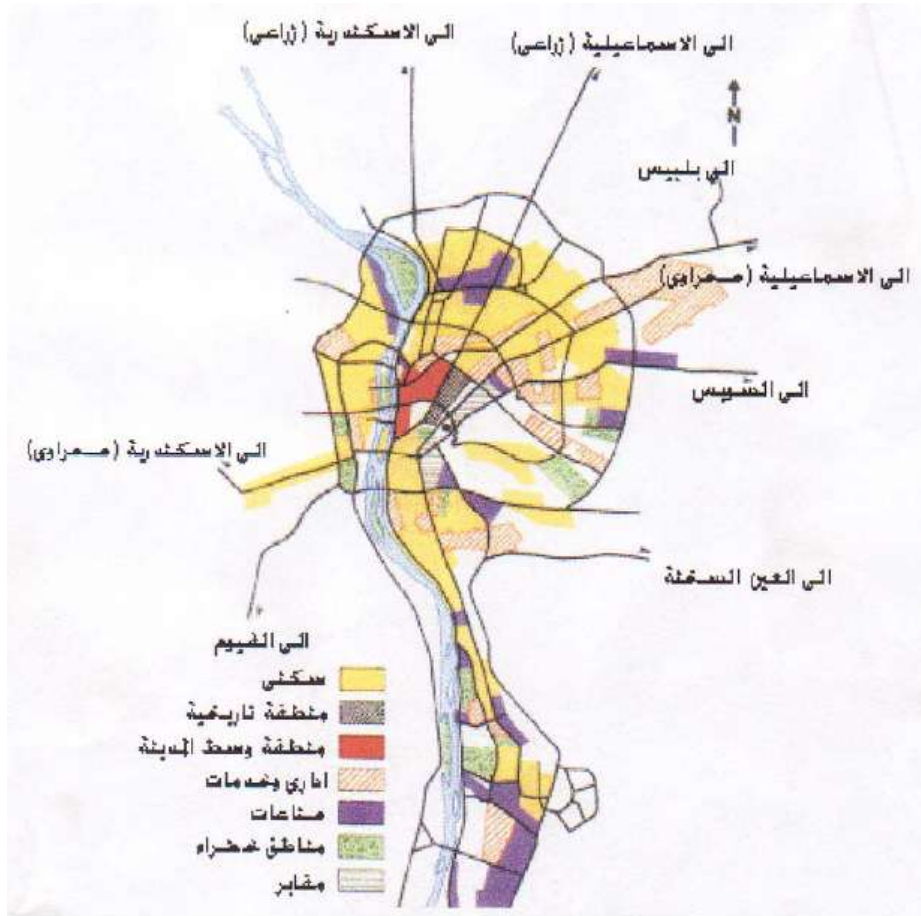 الى الاسكندرية (زراعى)
الى الاسماعيلية (زراعى)
N
الى بلبيس
الى الاسماعيلية (صحراوى)
الى السويس
الى الاسكندرية (صحراوى)
الى العين السخنة
الى الفيوم
سكنى
منطقة تاريخية
منطقة وسط المدينة
ادارى وخدمات
صناعات
مناطق خضراء
مقابر